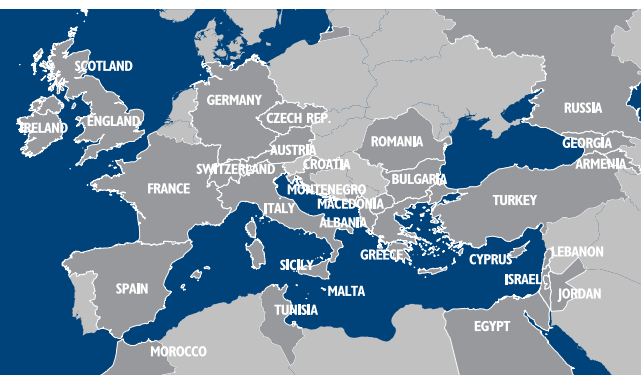 SCOTLAND
GERMANY
RUSSIA
IRELAND
ENGLAND
CZECH REP.
ROMANIA
GEORGIA
AUSTRIA
ARMENIA
SWITZERLAND
CROATIA
BULGARIA
FRANCE
MONTENEGRO
TURKEY
MACEDONIA
ITALY
ALBANIA
GREECE
LEBANON
CYPRUS
SICILY
ISRAEL
SPAIN
MALTA
JORDAN
TUNISIA
EGYPT
MOROCCO